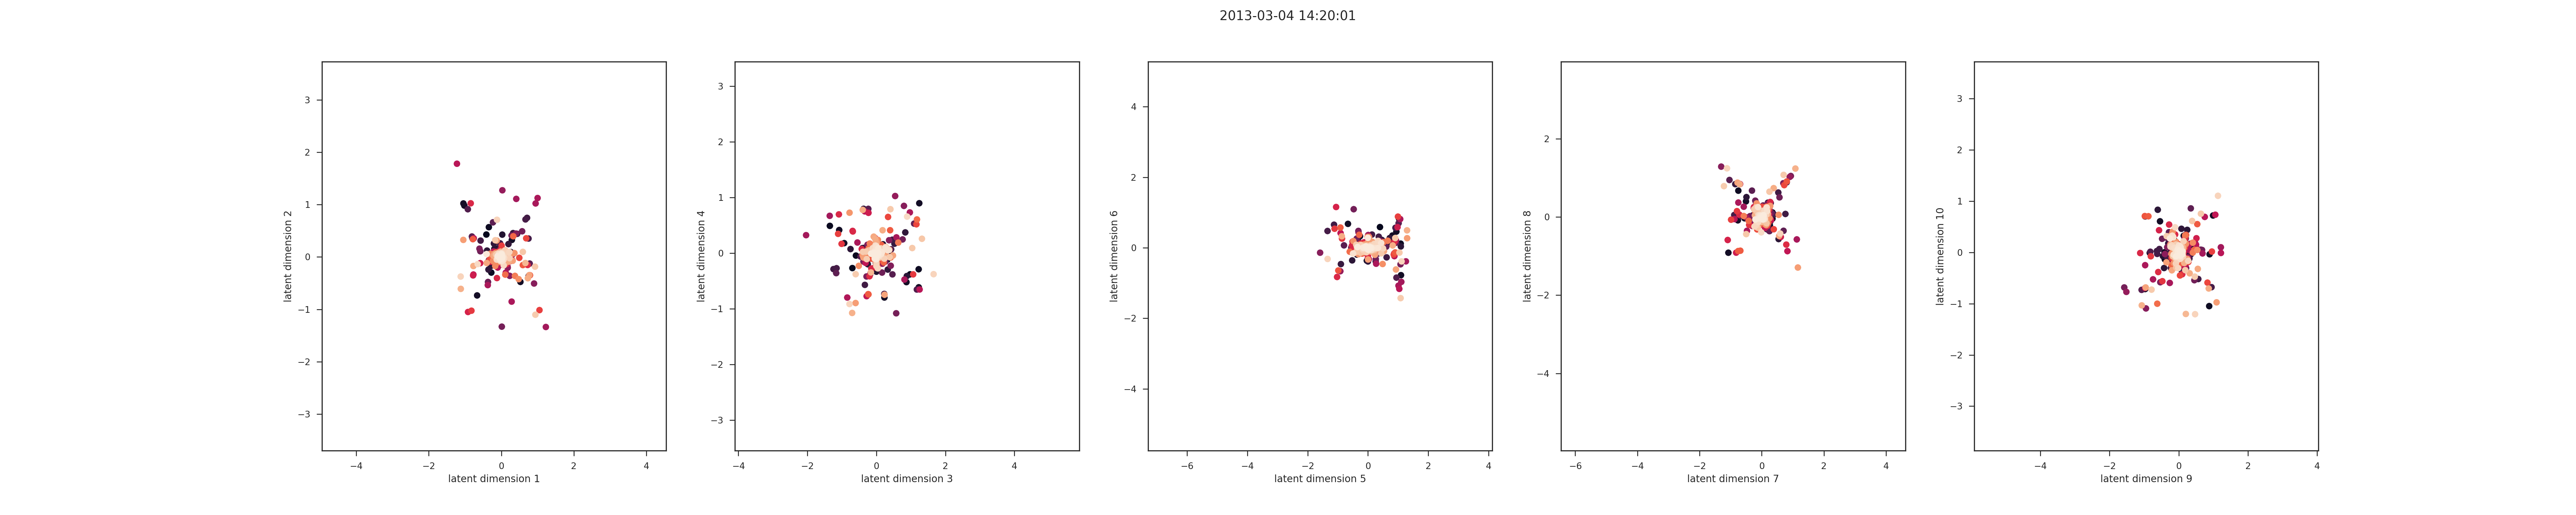 2013-03-04 14:20:01
3
2
1
0
−1
−2
−3
latent dimension 2
−4 −2 0 2 4
latent dimension 1
3
2
1
0
−1
−2
−3
latent dimension 4
−4 −2 0 2 4
latent dimension 3
4
2
0
−2
−4
latent dimension 6
−6 −4 −2 0 2 4
latent dimension 5
2
0
−2
−4
latent dimension 8
−6 −4 −2 0 2 4
latent dimension 7
3
2
1
0
−1
−2
−3
latent dimension 10
−4 −2 0 2 4
latent dimension 9